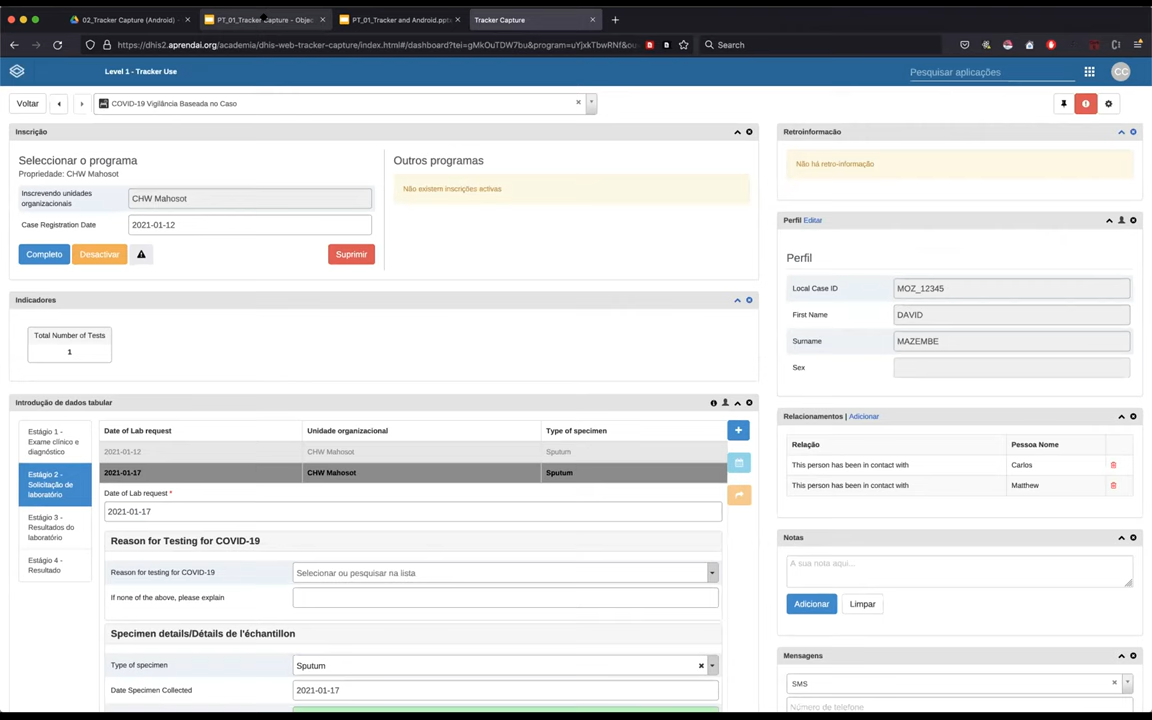 02_Tracker Capture (Android)
PT_01_Tracker Capture - Objec
PT_01_Tracker and Android.ppt
Tracker Capture
https://dhis2.aprendai.org/academia/dhis-web-tracker-capture/index.html#/dashboard?tei=gMkOuTDW7bu&program=uYjxkTbwRNf&ou
Search
Level 1 - Tracker Use
Pesquisar aplicações
CC
Voltar
COVID-19 Vigilância Baseada no Caso
Inscrição
Seleccionar o programa
Propriedade: CHW Mahosot
Inscrevendo unidades
organizacionais
CHW Mahosot
Case Registration Date
2021-01-12
Completo
Desactivar
Suprimir
Outros programas
Não existem inscrições activas
Indicadores
Total Number of Tests
1
Introdução de dados tabular
Estágio 1 -
Exame clínico e
diagnóstico
Estágio 2 -
Solicitação de
laboratório
Estágio 3 -
Resultados do
laboratório
Estágio 4 -
Resultado
Date of Lab request
Unidade organizacional
Type of specimen
2021-01-12
CHW Mahosot
Sputum
2021-01-17
CHW Mahosot
Sputum
Date of Lab request *
2021-01-17
Reason for Testing for COVID-19
Reason for testing for COVID-19
Selecionar ou pesquisar na lista
If none of the above, please explain
Specimen details/Détails de l'échantillon
Type of specimen
Sputum
Date Specimen Collected
2021-01-17
Retroinformacão
Não há retro-informação
Perfil Editar
Perfil
Local Case ID
MOZ_12345
First Name
DAVID
Surname
MAZEMBE
Sex
Relacionamentos | Adicionar
Relação
Pessoa Nome
This person has been in contact with
Carlos
This person has been in contact with
Matthew
Notas
A sua nota aqui...
Adicionar
Limpar
Mensagens
SMS
Número de telefone